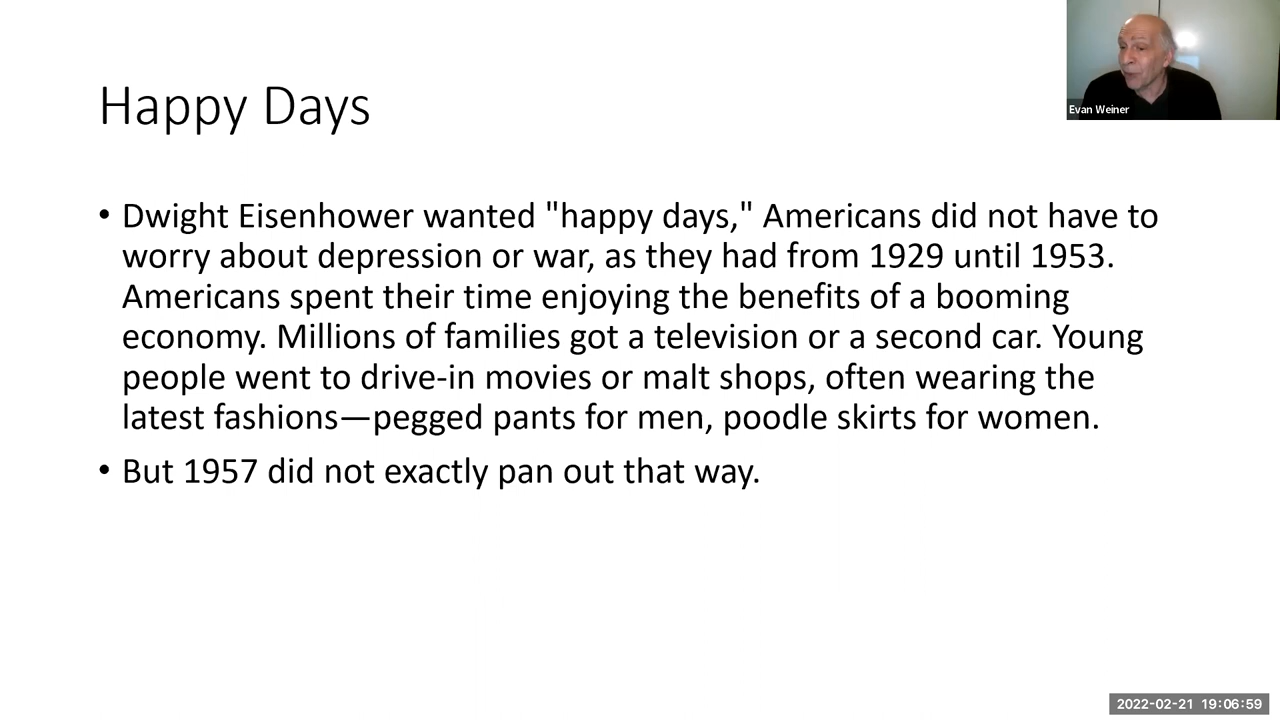 Happy Days
• Dwight Eisenhower wanted "happy days," Americans did not have to
worry about depression or war, as they had from 1929 until 1953.
Americans spent their time enjoying the benefits of a booming
economy. Millions of families got a television or a second car. Young
people went to drive-in movies or malt shops, often wearing the
latest fashions—pegged pants for men, poodle skirts for women.
• But 1957 did not exactly pan out that way.
Evan Weiner
2022-02-21 19:06:59